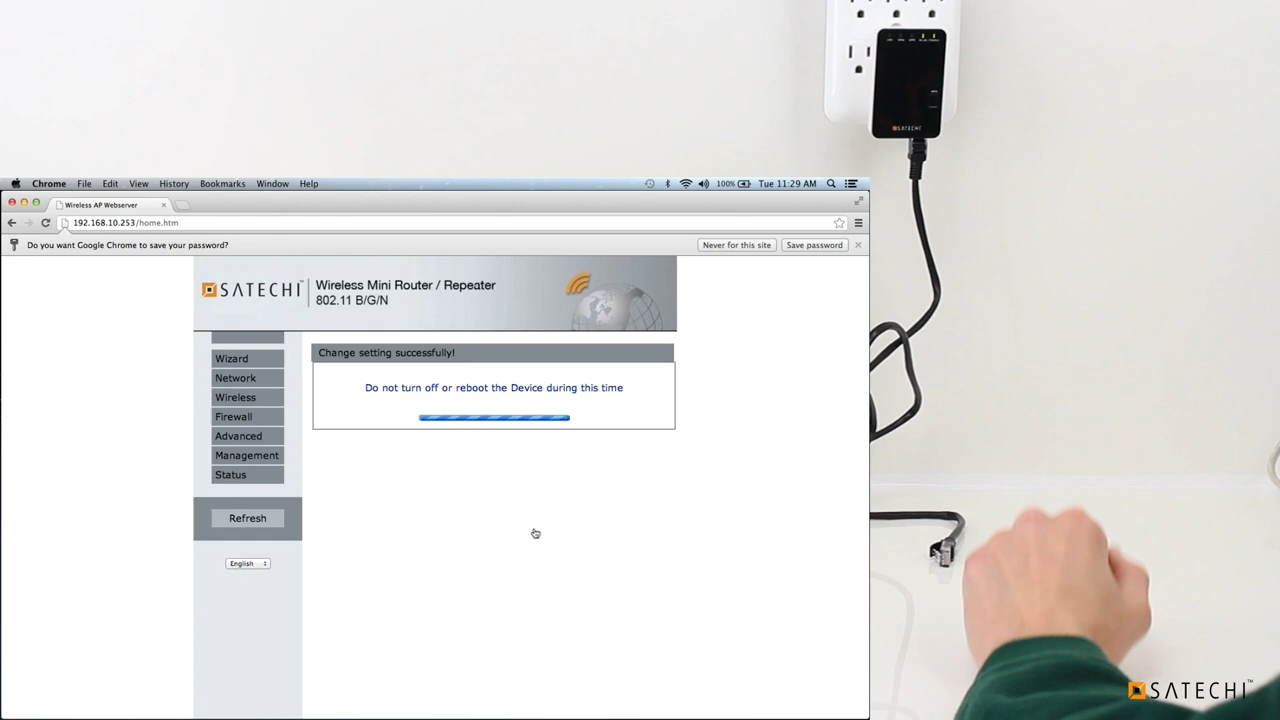 Chrome File Edit View History Bookmarks Window Help 100% Tue 11:29 AM
Wireless AP Webserver
192.168.10.253/home.htm
Do you want Google Chrome to save your password? Never for this site Save password
SATECHI™ Wireless Mini Router / Repeater
802.11 B/G/N
Wizard
Network
Wireless
Firewall
Advanced
Management
Status
Refresh
English
Change setting successfully!
Do not turn off or reboot the Device during this time
SATECHI
SATECHI™